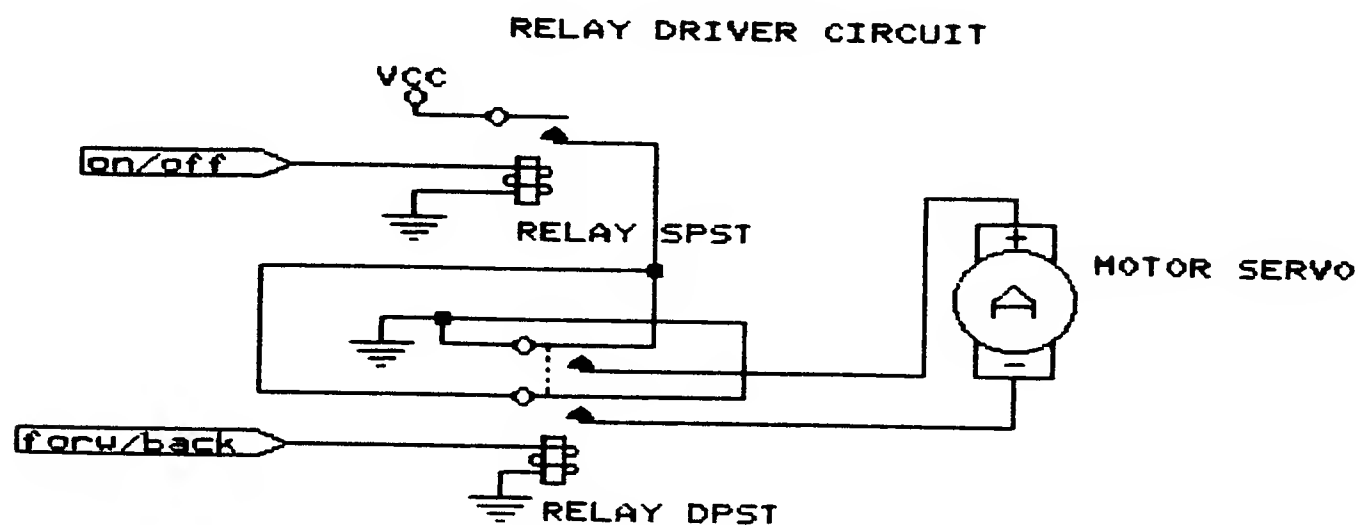 RELAY DRIVER CIRCUIT
VCC
on/off
RELAY SPST
+
MOTOR SERVO
-
forw/back
RELAY DPST